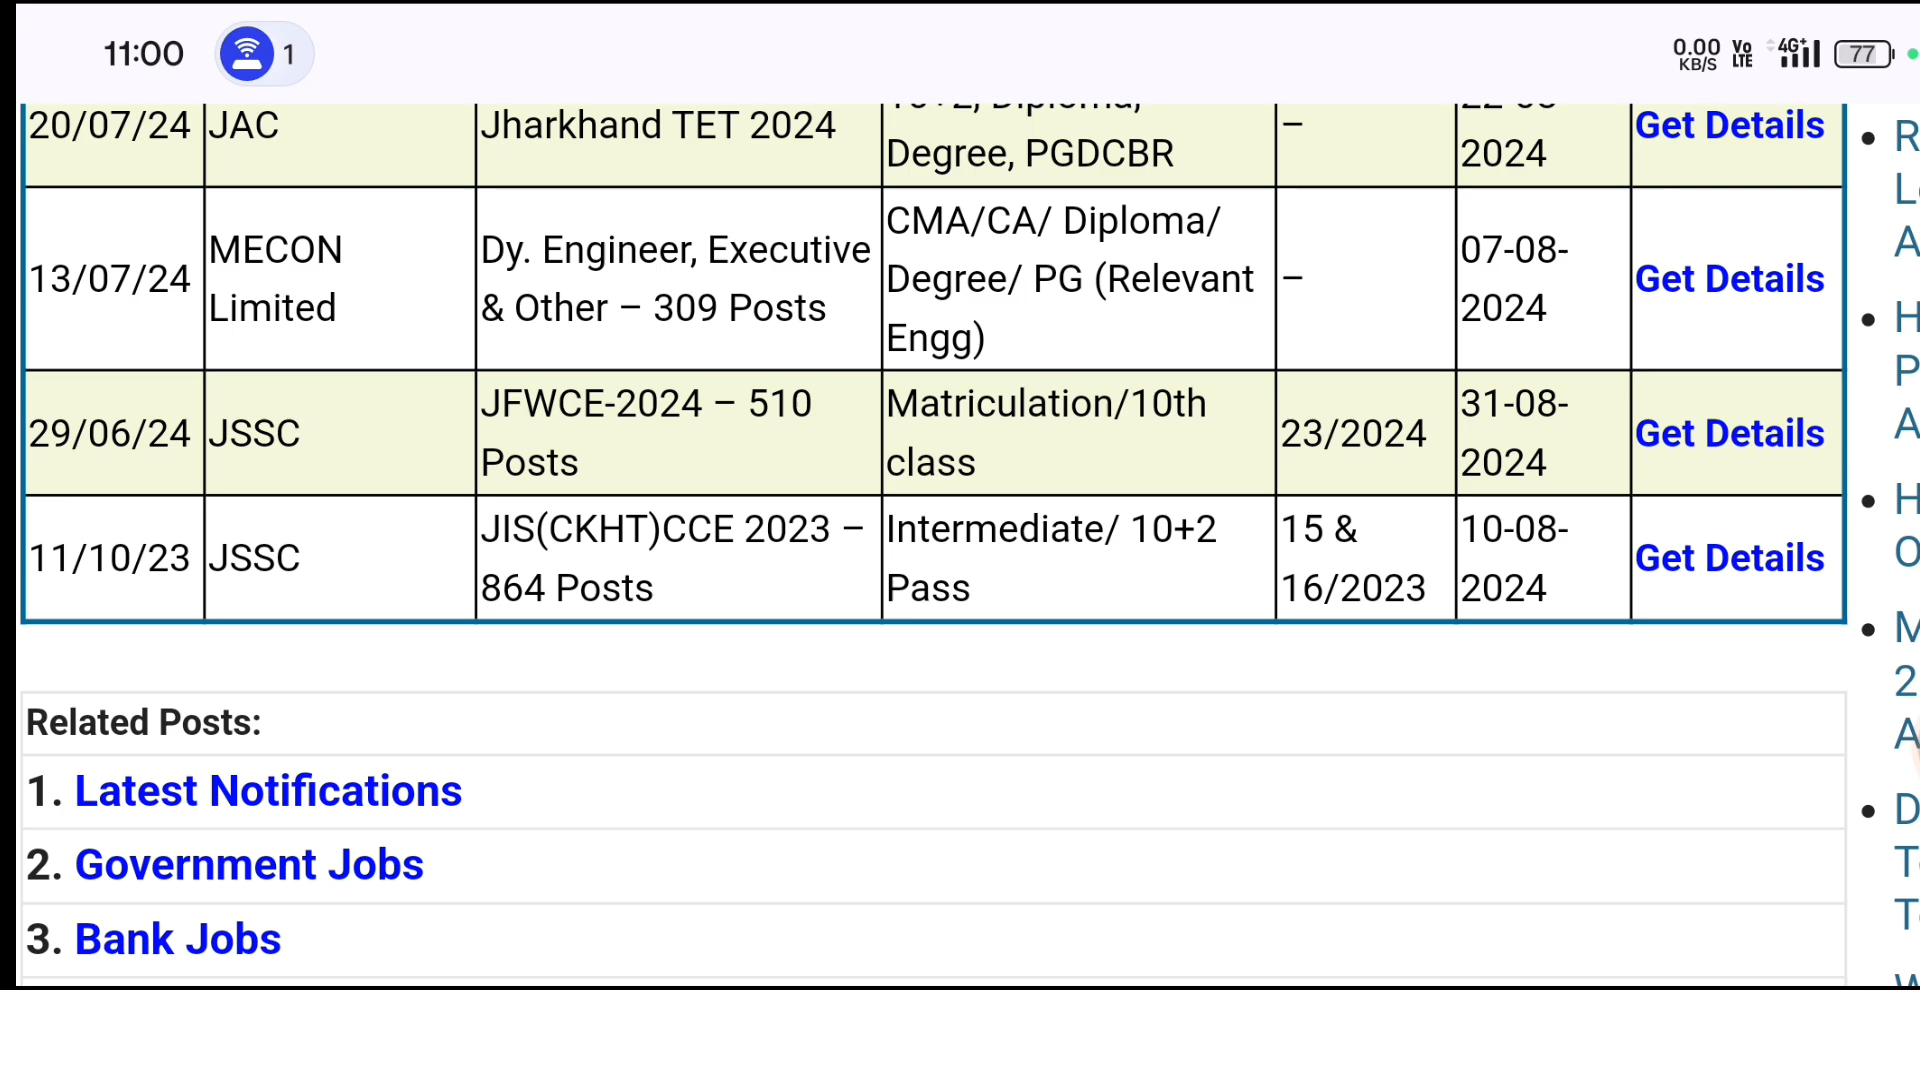 11:00
1
0.00 KB/S
Vo LTE
4G+
77
20/07/24
JAC
Jharkhand TET 2024
Degree, PGDCBR
–
2024
Get Details
13/07/24
MECON
Limited
Dy. Engineer, Executive
& Other – 309 Posts
CMA/CA/ Diploma/
Degree/ PG (Relevant
Engg)
–
07-08-
2024
Get Details
29/06/24
JSSC
JFWCE-2024 – 510
Posts
Matriculation/10th
class
23/2024
31-08-
2024
Get Details
11/10/23
JSSC
JIS(CKHT)CCE 2023 –
864 Posts
Intermediate/ 10+2
Pass
15 &
16/2023
10-08-
2024
Get Details
Related Posts:
1. Latest Notifications
2. Government Jobs
3. Bank Jobs